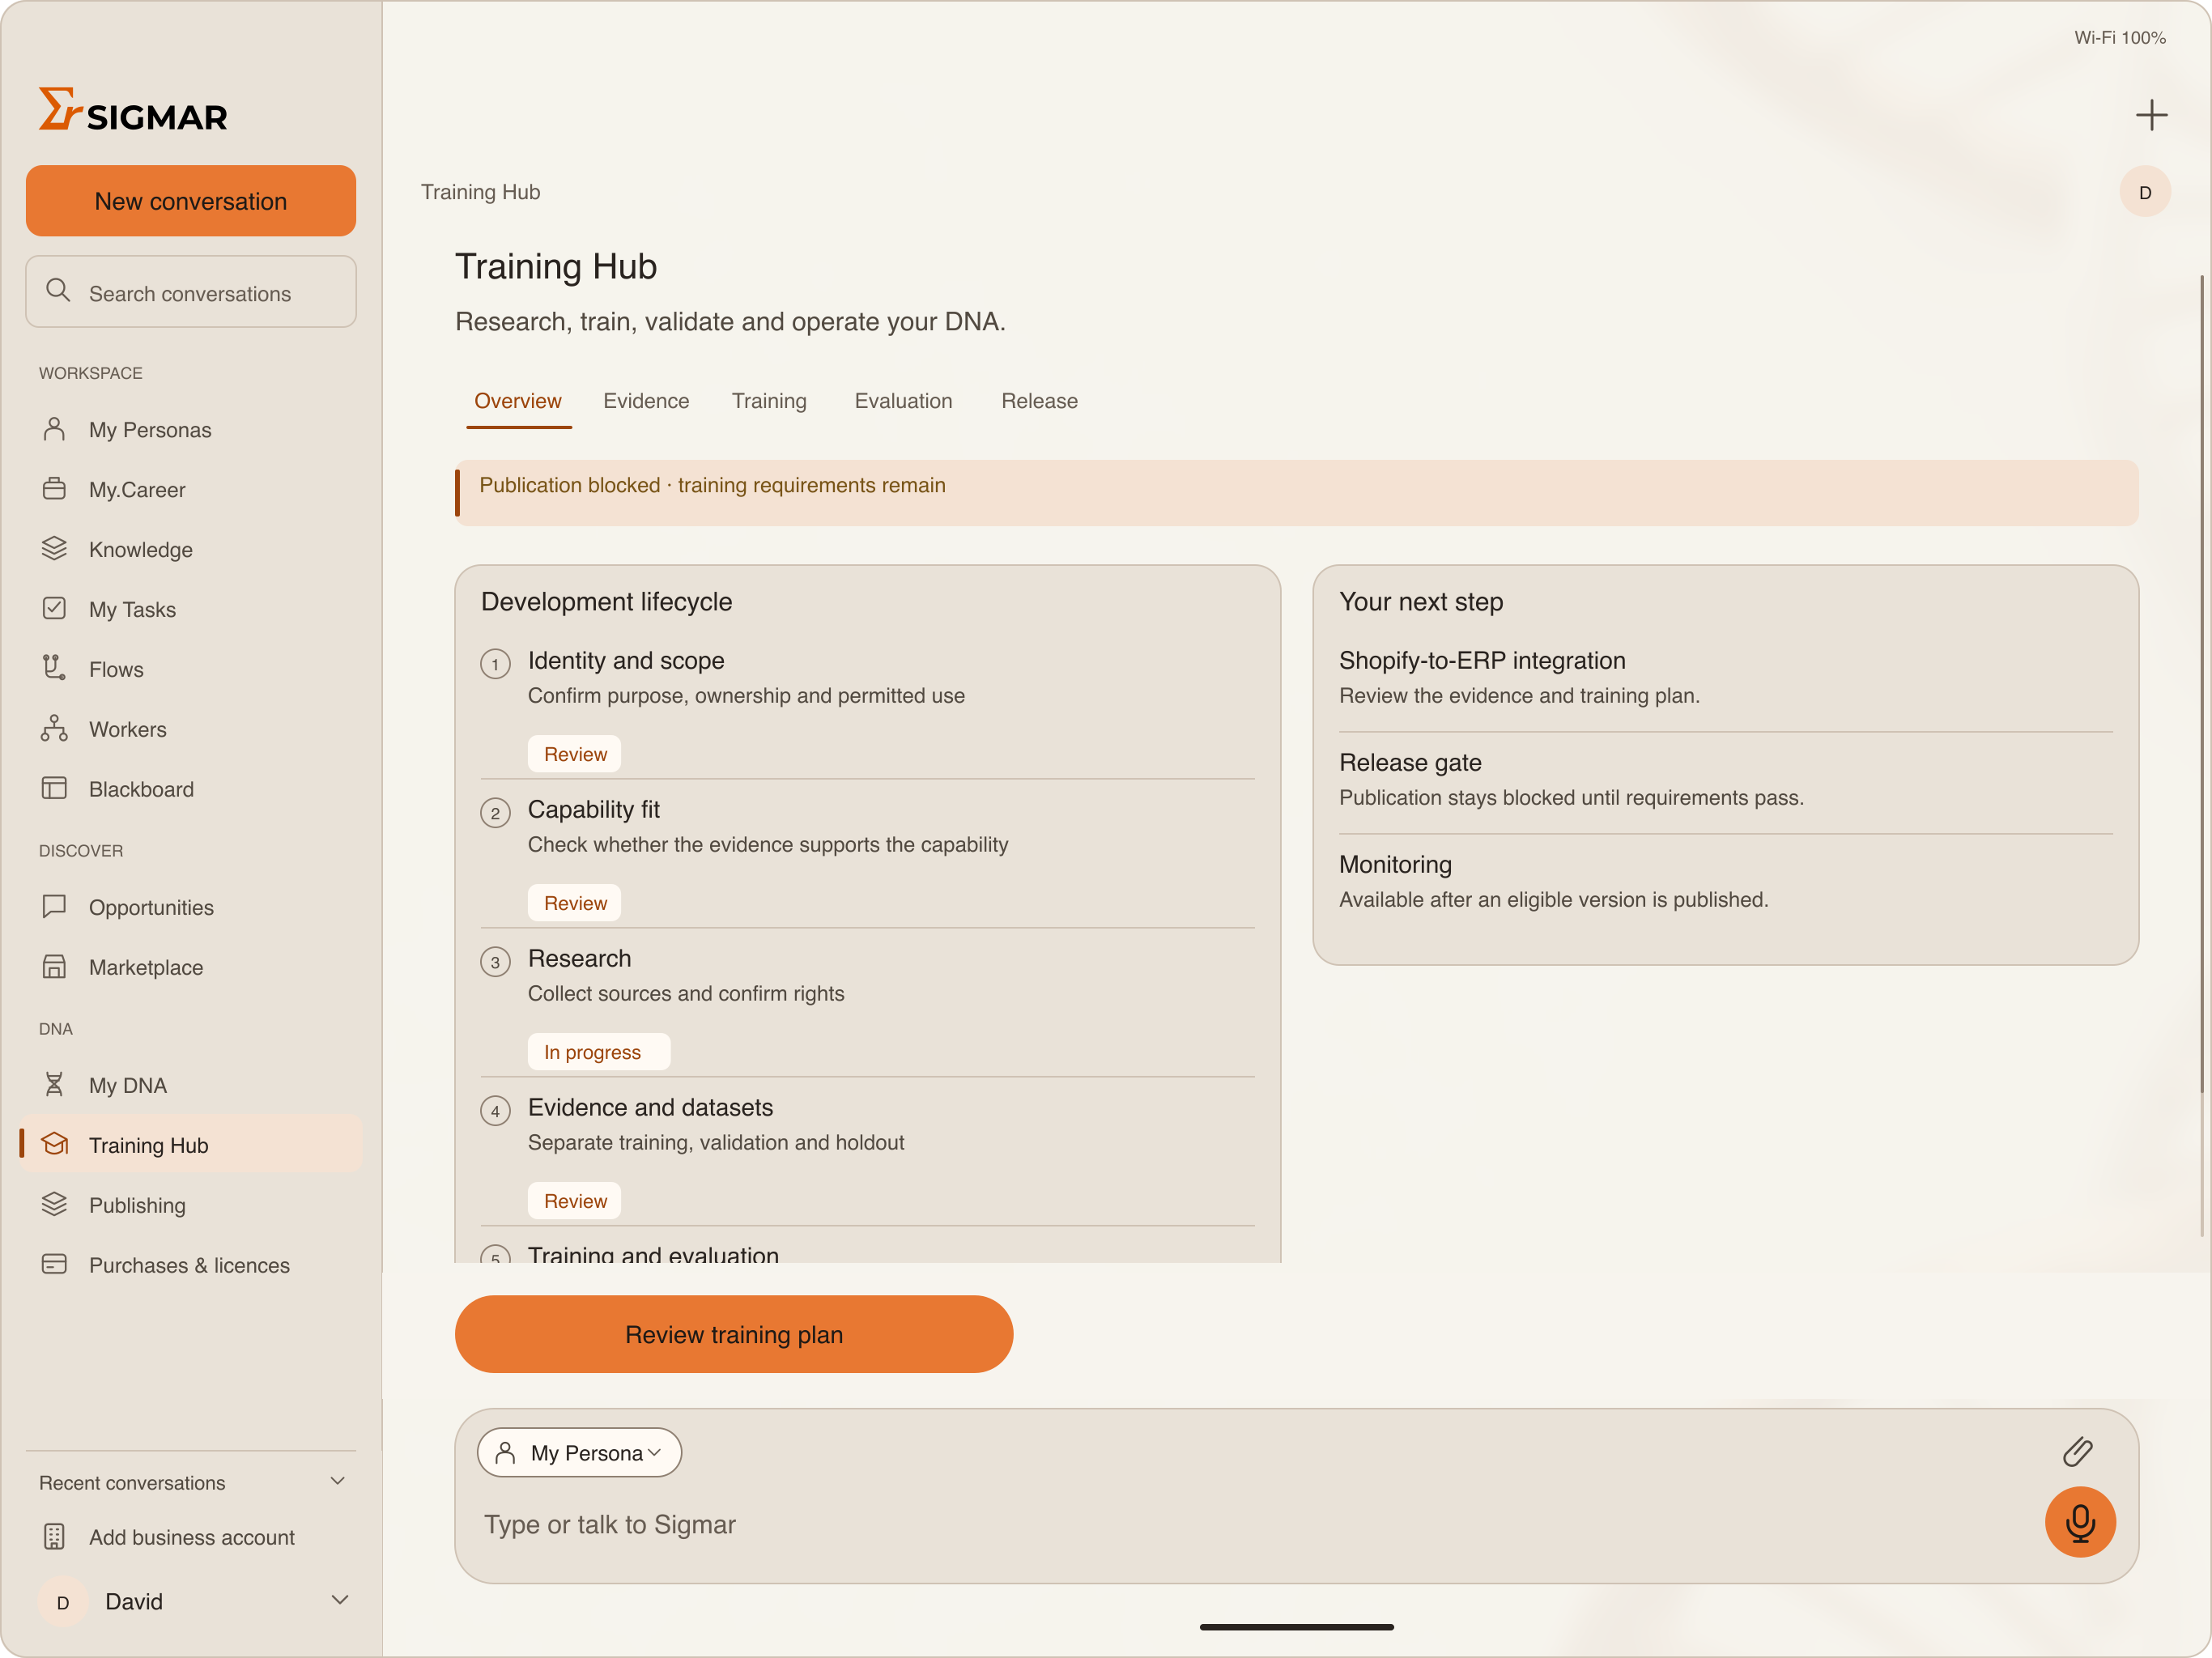 Wi-Fi 100%
Σr SIGMAR
New conversation
Search conversations
WORKSPACE
My Personas
My.Career
Knowledge
My Tasks
Flows
Workers
Blackboard
DISCOVER
Opportunities
Marketplace
DNA
My DNA
Training Hub
Publishing
Purchases & licences
Recent conversations
Add business account
D
David
Training Hub
D
Training Hub
Research, train, validate and operate your DNA.
Overview
Evidence
Training
Evaluation
Release
Publication blocked · training requirements remain
Development lifecycle
1
Identity and scope
Confirm purpose, ownership and permitted use
Review
2
Capability fit
Check whether the evidence supports the capability
Review
3
Research
Collect sources and confirm rights
In progress
4
Evidence and datasets
Separate training, validation and holdout
Review
5
Training and evaluation
Your next step
Shopify-to-ERP integration
Review the evidence and training plan.
Release gate
Publication stays blocked until requirements pass.
Monitoring
Available after an eligible version is published.
Review training plan
My Persona
Type or talk to Sigmar